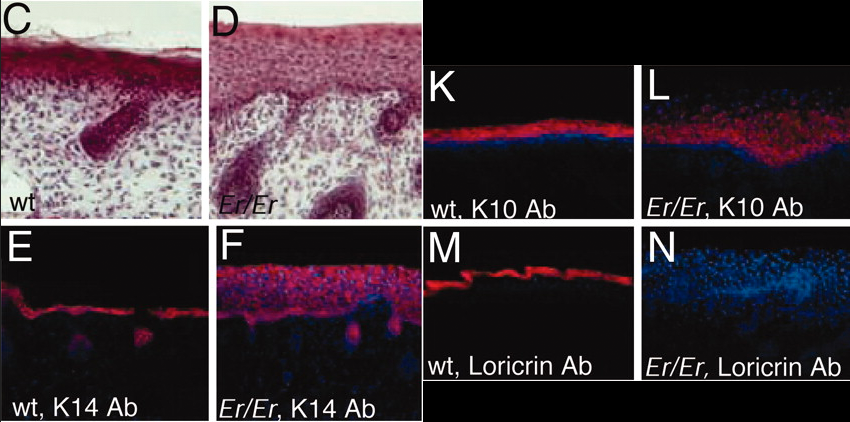 C
wt
D
Er/Er
E
wt, K14 Ab
F
Er/Er, K14 Ab
K
wt, K10 Ab
L
Er/Er, K10 Ab
M
wt, Loricrin Ab
N
Er/Er, Loricrin Ab